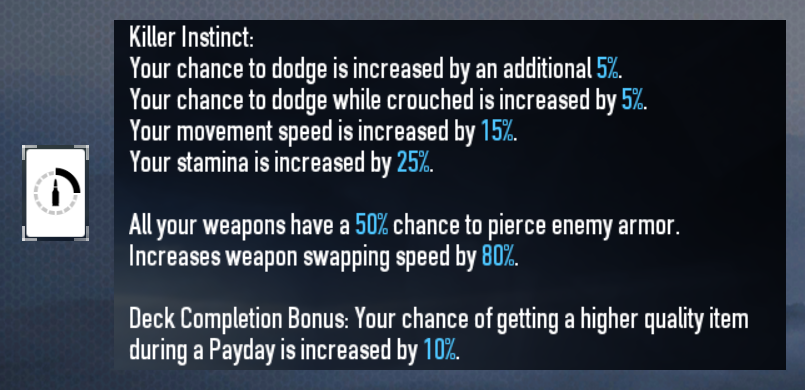 Killer Instinct:
Your chance to dodge is increased by an additional 5%.
Your chance to dodge while crouched is increased by 5%.
Your movement speed is increased by 15%.
Your stamina is increased by 25%.
All your weapons have a 50% chance to pierce enemy armor.
Increases weapon swapping speed by 80%.
Deck Completion Bonus: Your chance of getting a higher quality item
during a Payday is increased by 10%.